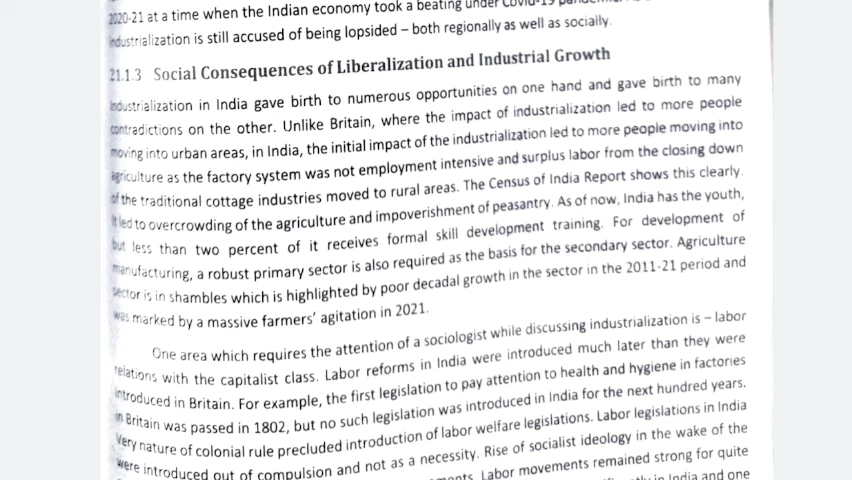 2020-21 at a time when the Indian economy took a beating under Covid-19
industrialization is still accused of being lopsided – both regionally as well as socially.
21.1.3 Social Consequences of Liberalization and Industrial Growth
Industrialization in India gave birth to numerous opportunities on one hand and gave birth to many
contradictions on the other. Unlike Britain, where the impact of industrialization led to more people
moving into urban areas, in India, the initial impact of the industrialization led to more people moving into
agriculture as the factory system was not employment intensive and surplus labor from the closing down
of the traditional cottage industries moved to rural areas. The Census of India Report shows this clearly.
It led to overcrowding of the agriculture and impoverishment of peasantry. As of now, India has the youth,
but less than two percent of it receives formal skill development training. For development of
manufacturing, a robust primary sector is also required as the basis for the secondary sector. Agriculture
sector is in shambles which is highlighted by poor decadal growth in the sector in the 2011-21 period and
was marked by a massive farmers' agitation in 2021.
One area which requires the attention of a sociologist while discussing industrialization is – labor
relations with the capitalist class. Labor reforms in India were introduced much later than they were
introduced in Britain. For example, the first legislation to pay attention to health and hygiene in factories
in Britain was passed in 1802, but no such legislation was introduced in India for the next hundred years.
Very nature of colonial rule precluded introduction of labor welfare legislations. Labor legislations in India
were introduced out of compulsion and not as a necessity. Rise of socialist ideology in the wake of the
Labor movements remained strong for quite
in India and one